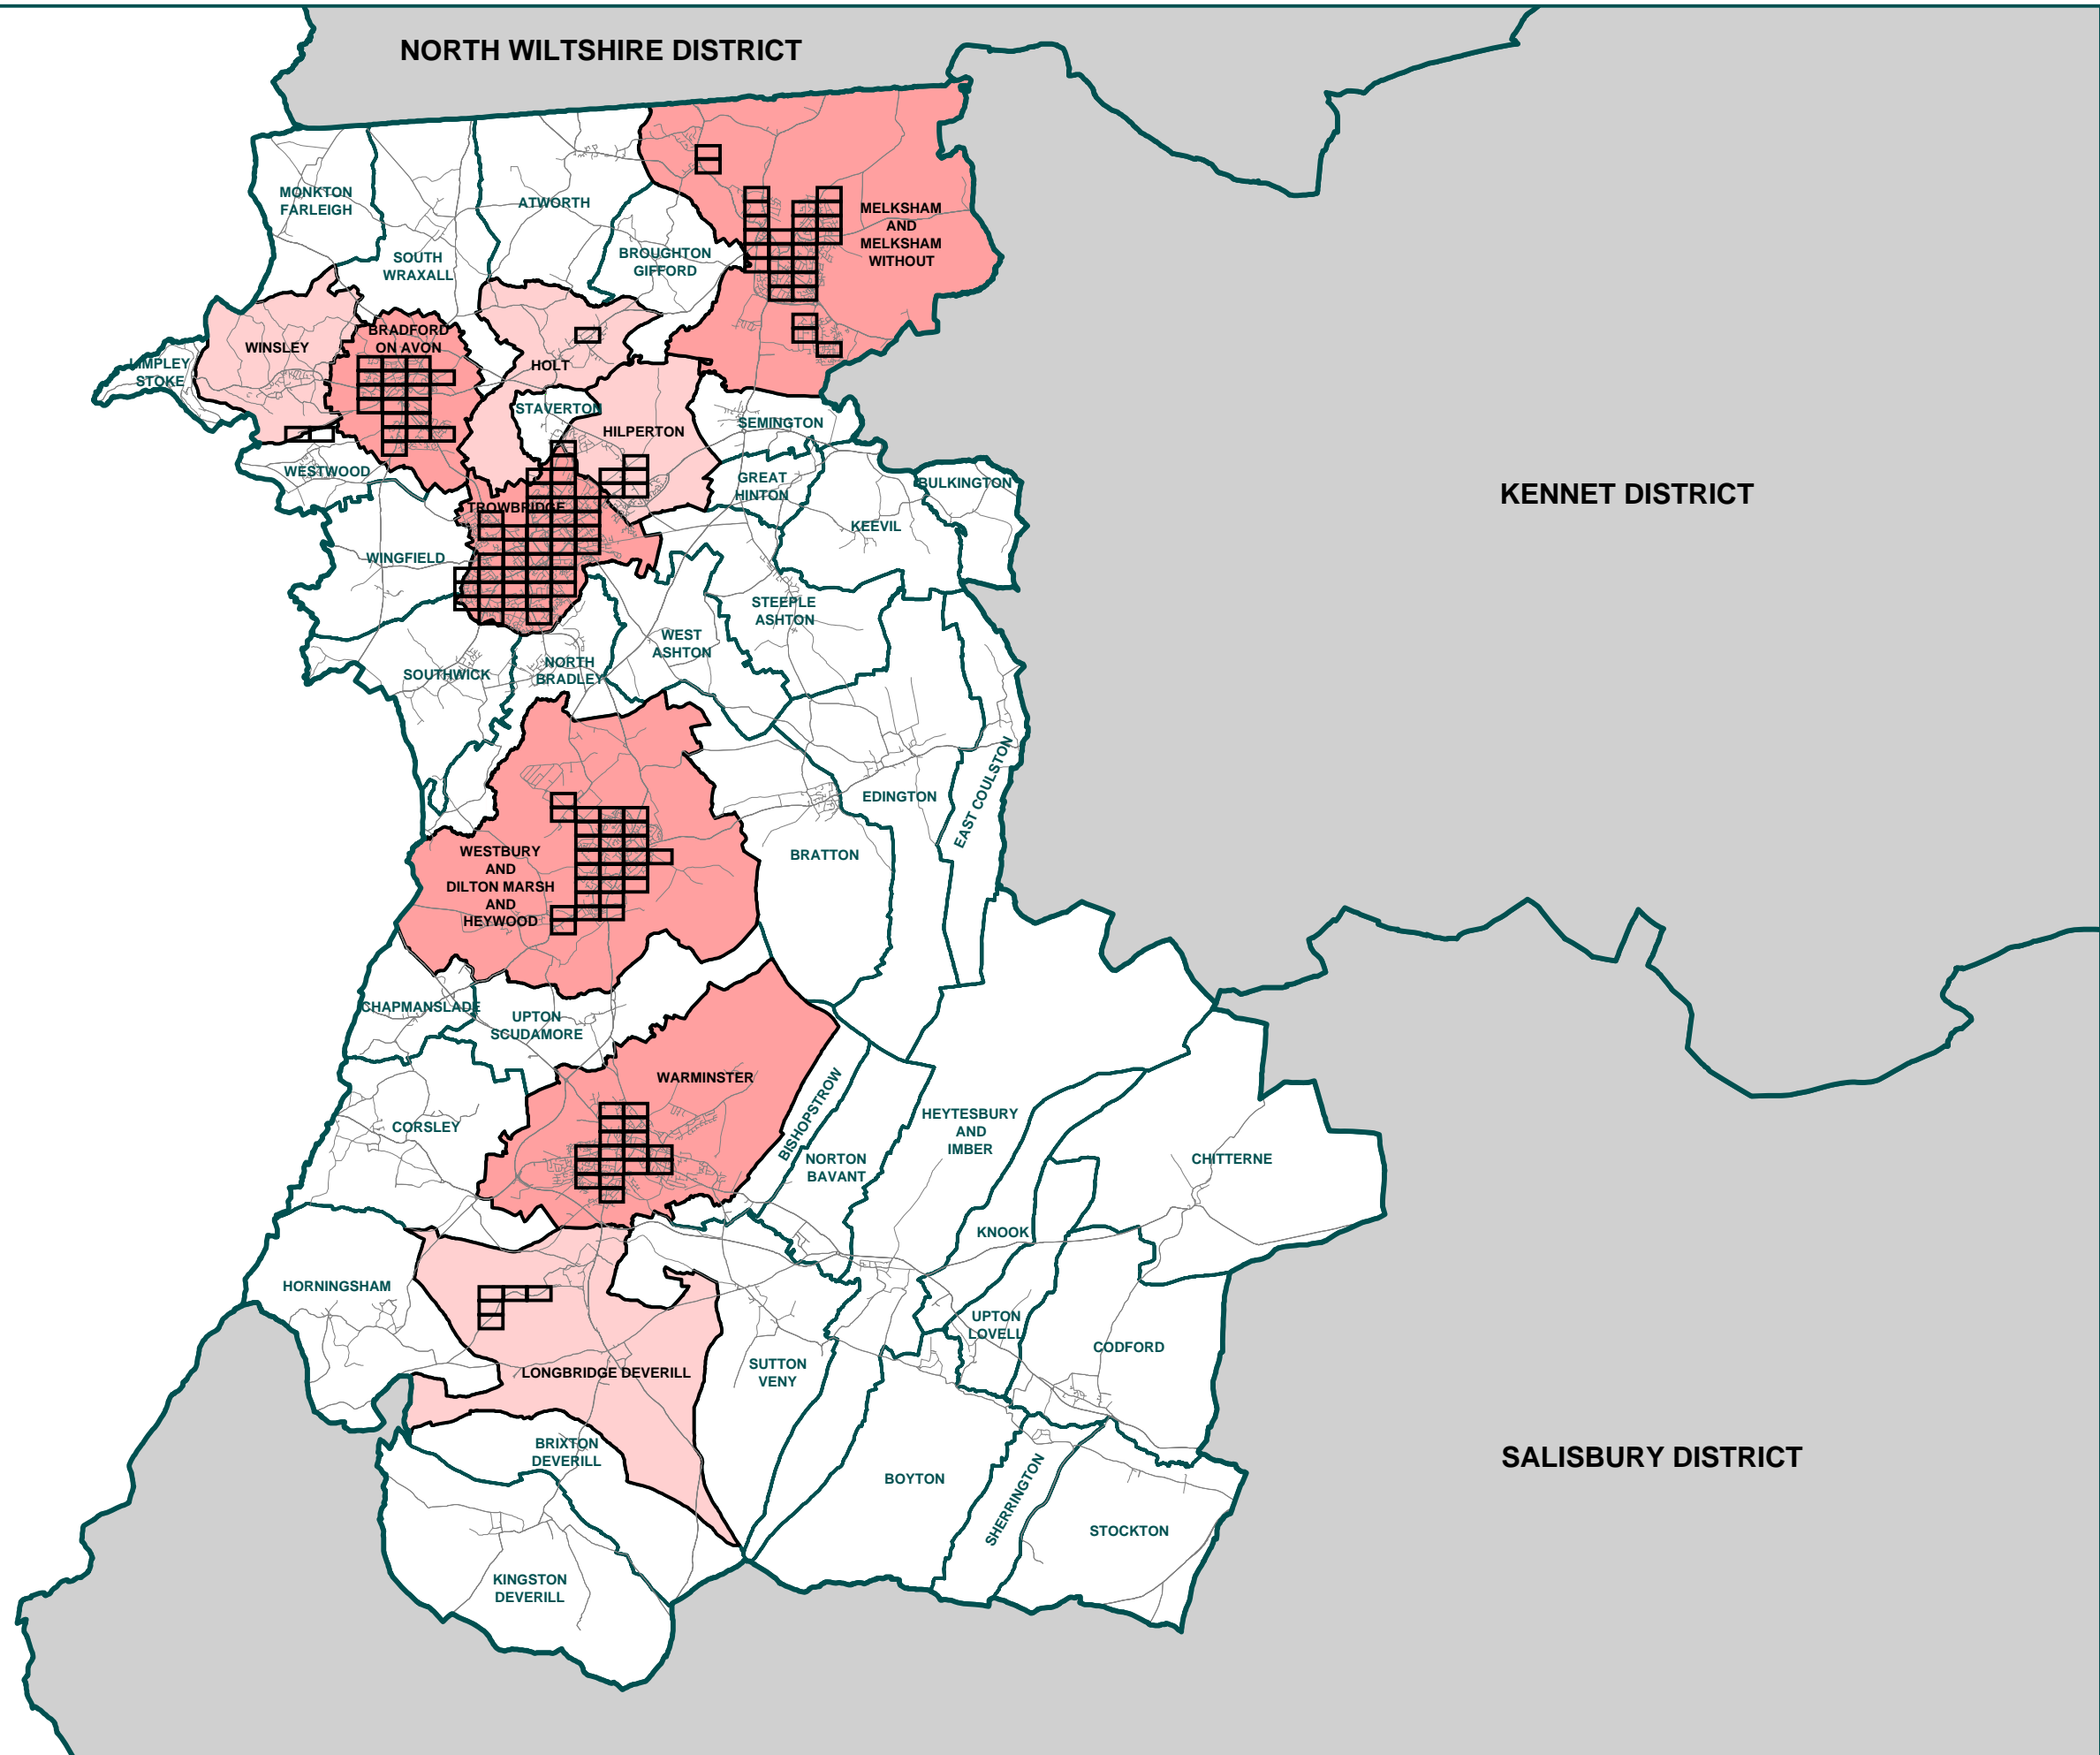 NORTH WILTSHIRE DISTRICT
MONKTON
FARLEIGH
ATWORTH
MELKSHAM
AND
MELKSHAM
WITHOUT
SOUTH
WRAXALL
BROUGHTON
GIFFORD
BRADFORD
ON AVON
WINSLEY
HOLT
LIMPLEY
STOKE
STAVERTON
SEMINGTON
HILPERTON
WESTWOOD
GREAT
HINTON
BULKINGTON
KENNET DISTRICT
TROWBRIDGE
KEEVIL
WINGFIELD
STEEPLE
ASHTON
WEST
ASHTON
SOUTHWICK
NORTH
BRADLEY
EDINGTON
EAST COULSTON
WESTBURY
AND
DILTON MARSH
AND
HEYWOOD
BRATTON
CHAPMANSLADE
UPTON
SCUDAMORE
WARMINSTER
BISHOPSTROW
CORSLEY
HEYTESBURY
AND
IMBER
NORTON
BAVANT
CHITTERNE
KNOOK
HORNINGSHAM
UPTON
LOVELL
CODFORD
SUTTON
VENY
LONGBRIDGE DEVERILL
BRIXTON
DEVERILL
SALISBURY DISTRICT
BOYTON
SHERRINGTON
STOCKTON
KINGSTON
DEVERILL